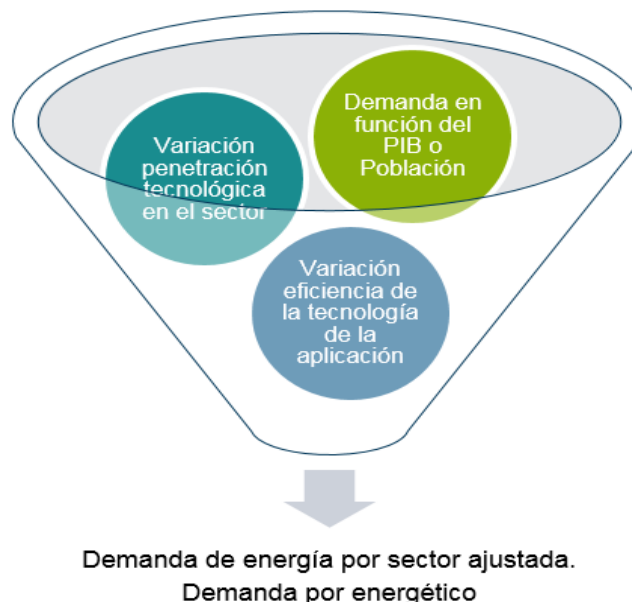 Variación
penetración
tecnológica
en el sector
Demanda en
función del
PIB o
Población
Variación
eficiencia de
la tecnología
de la
aplicación
Demanda de energía por sector ajustada.
Demanda por energético